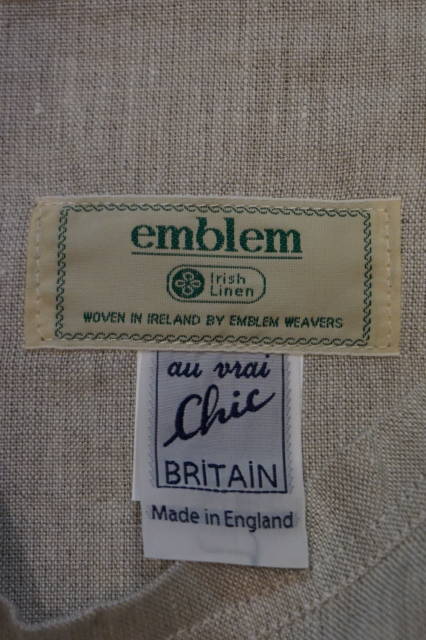 emblem
Irish
Linen
WOVEN IN IRELAND BY EMBLEM WEAVERS
au vrai
Chic
BRITAIN
Made in England